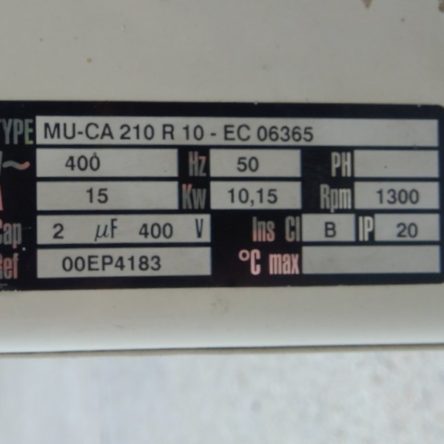 TYPE MU-CA 210 R 10 - EC 06365
V~ 400 Hz 50 PH
A 15 Kw 10,15 Rpm 1300
Cap 2 µF 400 V Ins Cl B IP 20
Ref 00EP4183 °C max